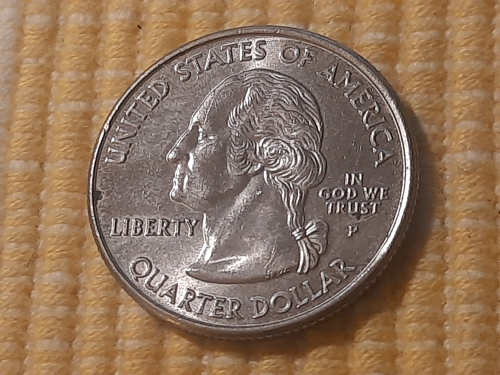 UNITED STATES OF AMERICA
LIBERTY
IN
GOD WE
TRUST
P
QUARTER DOLLAR